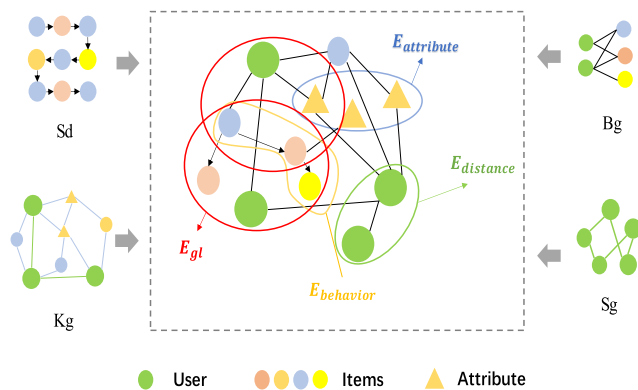 E_attribute
Sd
Bg
E_distance
E_gl
E_behavior
Kg
Sg
User
Items
Attribute